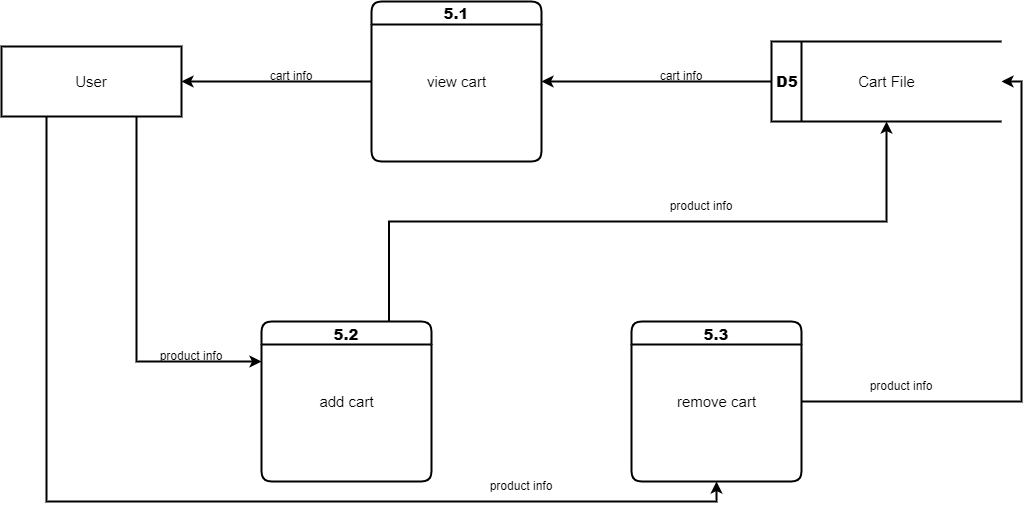 5.1
User
cart info
view cart
cart info
D5
Cart File
product info
5.2
product info
add cart
5.3
remove cart
product info
product info